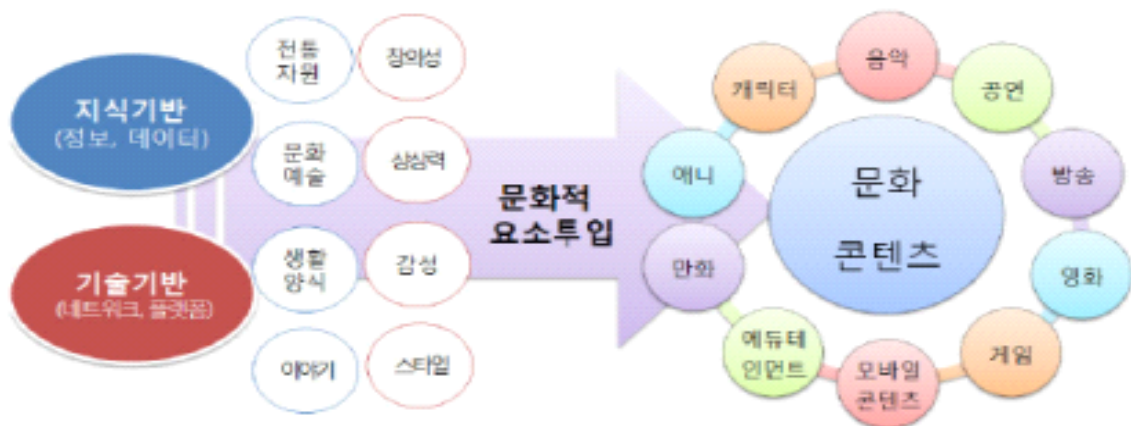 지식기반
(정보, 데이터)
기술기반
(네트워크, 플랫폼)
전통
자원
창의성
문화
예술
상상력
생활
양식
감성
이야기
스타일
문화적
요소투입
문화
콘텐츠
음악
공연
방송
영화
게임
모바일
콘텐츠
에듀테
인먼트
만화
애니
캐릭터